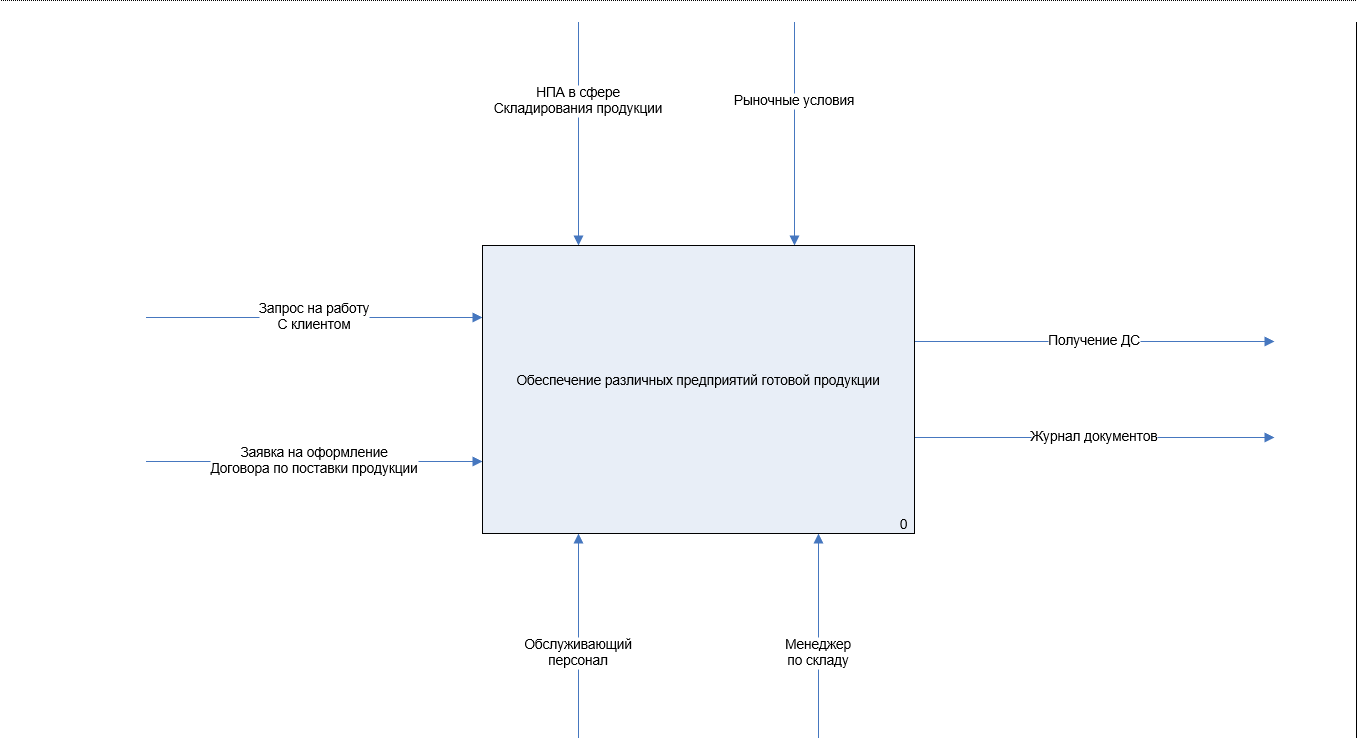 НПА в сфере
Складирования продукции
Рыночные условия
Запрос на работу
С клиентом
Получение ДС
Обеспечение различных предприятий готовой продукции
Журнал документов
Заявка на оформление
Договора по поставки продукции
0
Обслуживающий
персонал
Менеджер
по складу